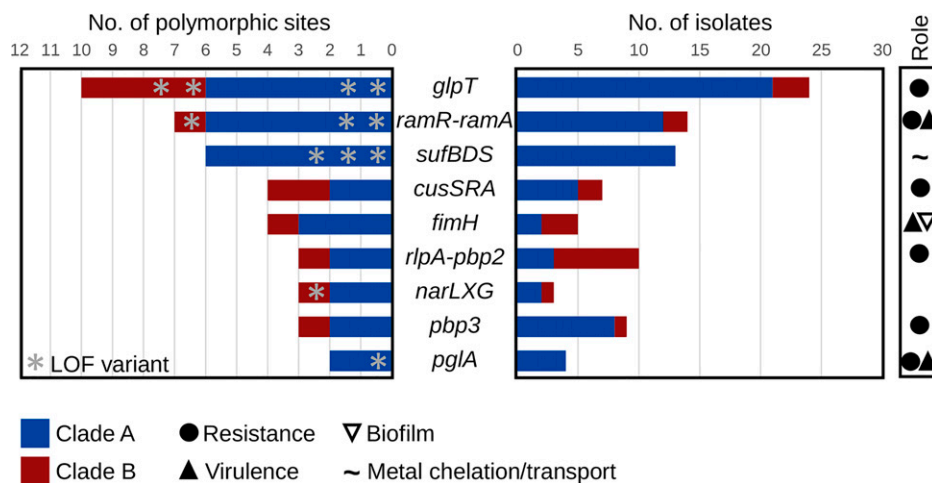 No. of polymorphic sites No. of isolates Role
12 11 10 9 8 7 6 5 4 3 2 1 0 0 5 10 15 20 25 30
glpT
ramR-ramA
sufBDS
~
cusSRA
fimH
rlpA-pbp2
narLXG
pbp3
* LOF variant
pglA
Clade A Resistance Biofilm
Clade B Virulence ~ Metal chelation/transport